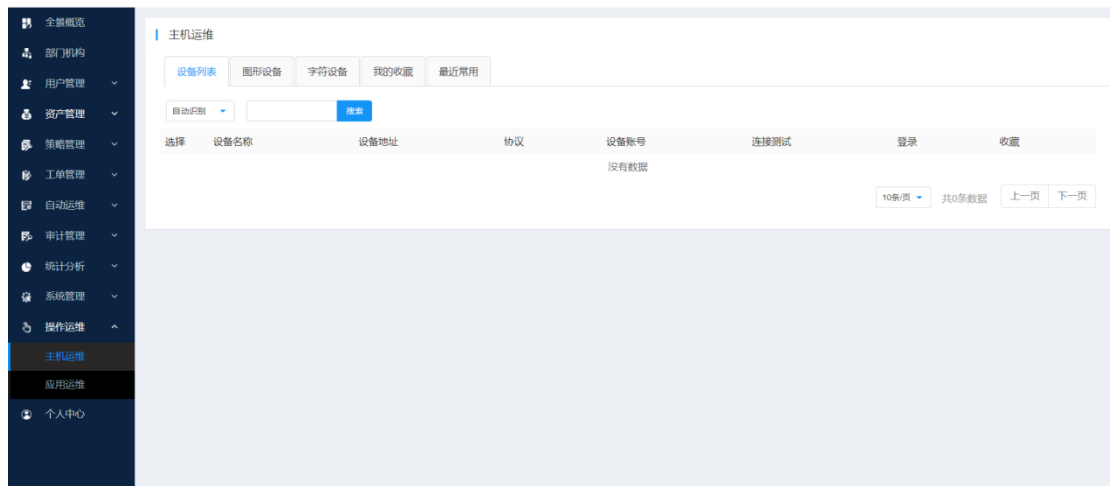 全景概览
部门机构
用户管理
资产管理
策略管理
工单管理
自动运维
审计管理
统计分析
系统管理
操作运维
主机运维
应用运维
个人中心
主机运维
设备列表 图形设备 字符设备 我的收藏 最近常用
自动识别 搜索
选择 设备名称 设备地址 协议 设备账号 连接测试 登录 收藏
没有数据
10条/页 共0条数据 上一页 下一页